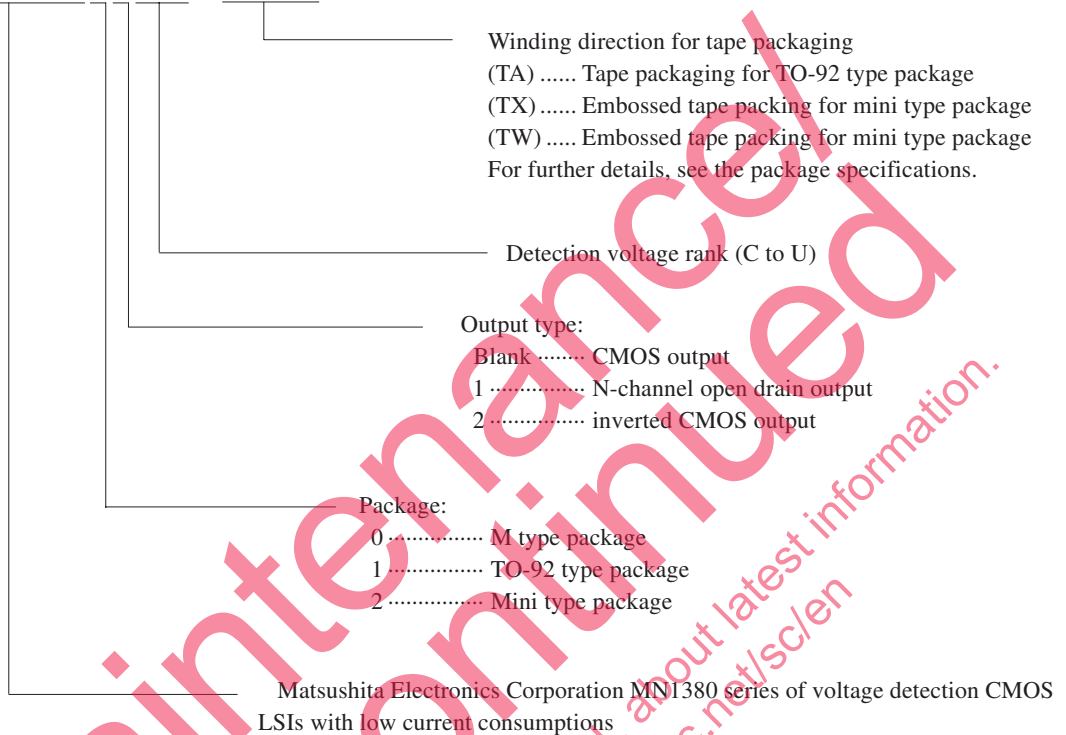 Winding direction for tape packaging
(TA) ...... Tape packaging for TO-92 type package
(TX) ...... Embossed tape packing for mini type package
(TW) ..... Embossed tape packing for mini type package
For further details, see the package specifications.
Detection voltage rank (C to U)
Output type:
Blank ········ CMOS output
1 ··············· N-channel open drain output
2 ··············· inverted CMOS output
Package:
0 ··············· M type package
1 ··············· TO-92 type package
2 ··············· Mini type package
Matsushita Electronics Corporation MN1380 series of voltage detection CMOS
LSIs with low current consumptions
about latest information.